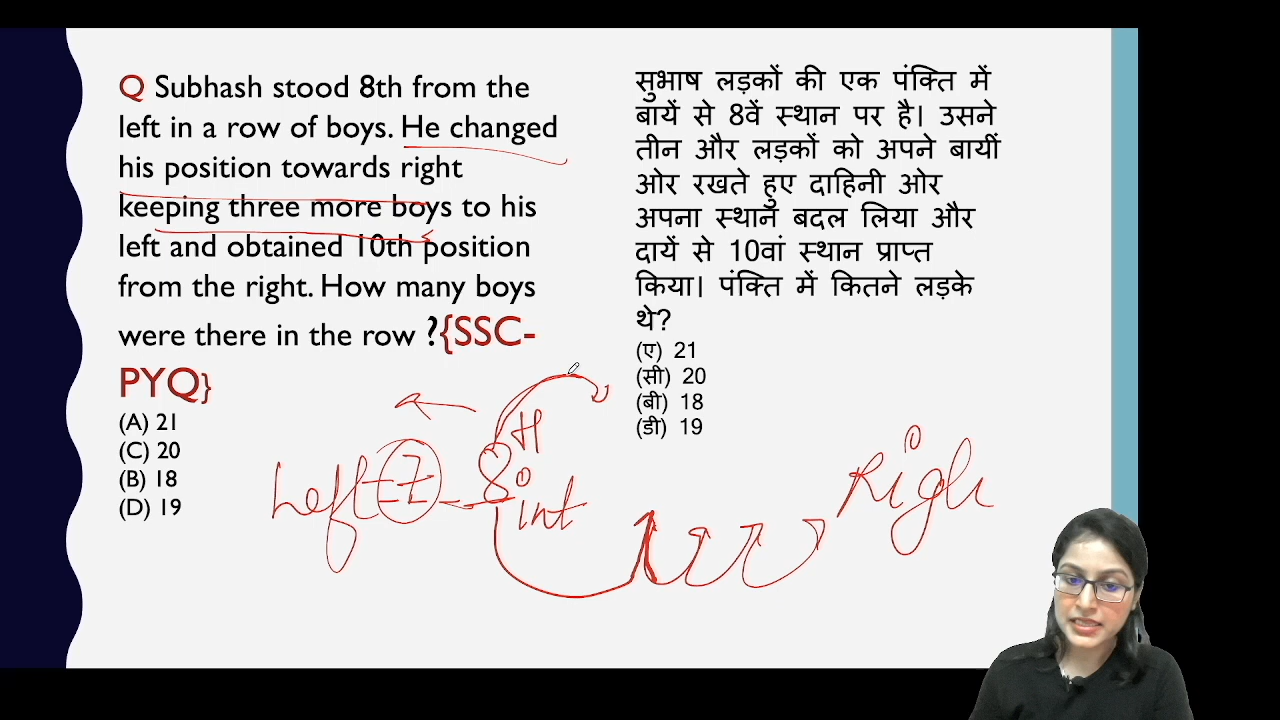 Q Subhash stood 8th from the
left in a row of boys. He changed
his position towards right
keeping three more boys to his
left and obtained 10th position
from the right. How many boys
were there in the row ?{SSC-
PYQ}
(A) 21
(C) 20
(B) 18
(D) 19
सुभाष लड़कों की एक पंक्ति में
बायें से 8वें स्थान पर है। उसने
तीन और लड़कों को अपने बायीं
ओर रखते हुए दाहिनी ओर
अपना स्थान बदल लिया और
दायें से 10वां स्थान प्राप्त
किया। पंक्ति में कितने लड़के
थे?
(ए) 21
(सी) 20
(बी) 18
(डी) 19
Left 7 8 int